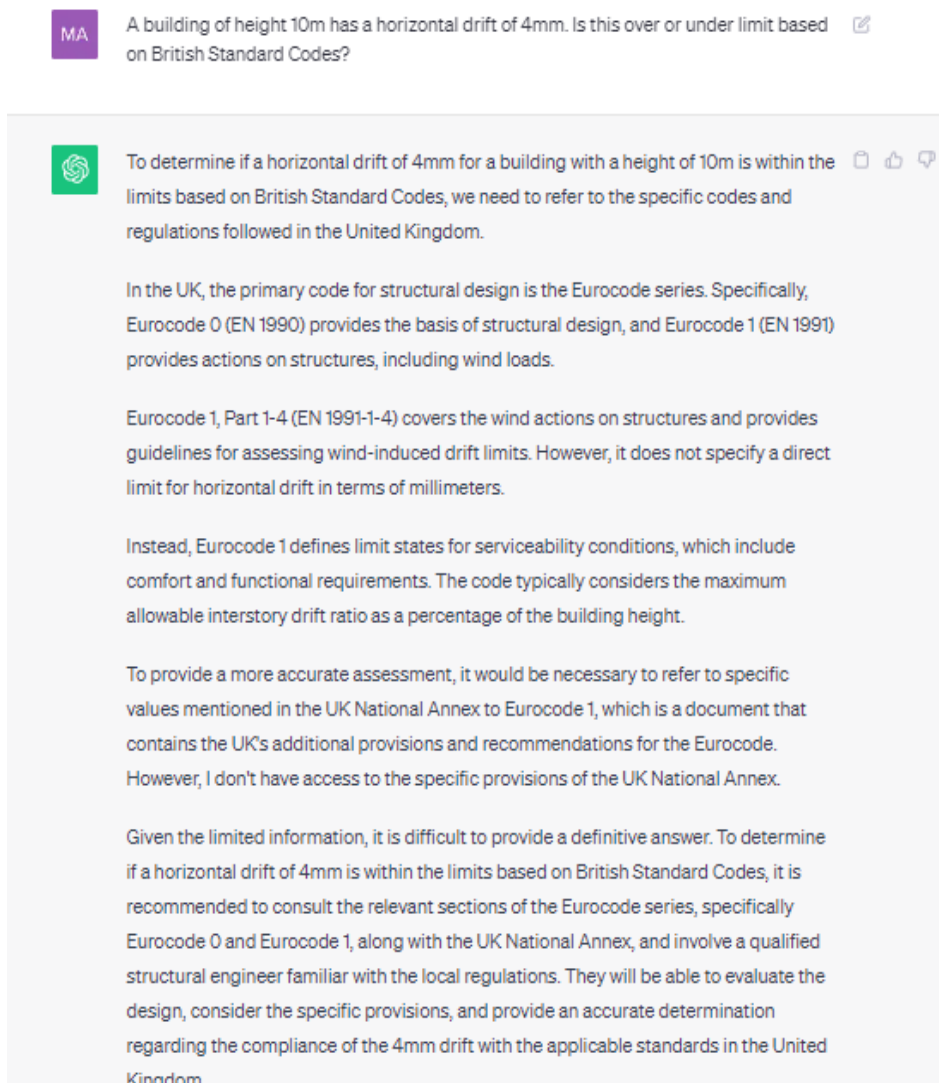 MA
A building of height 10m has a horizontal drift of 4mm. Is this over or under limit based
on British Standard Codes?
To determine if a horizontal drift of 4mm for a building with a height of 10m is within the
limits based on British Standard Codes, we need to refer to the specific codes and
regulations followed in the United Kingdom.
In the UK, the primary code for structural design is the Eurocode series. Specifically,
Eurocode 0 (EN 1990) provides the basis of structural design, and Eurocode 1 (EN 1991)
provides actions on structures, including wind loads.
Eurocode 1, Part 1-4 (EN 1991-1-4) covers the wind actions on structures and provides
guidelines for assessing wind-induced drift limits. However, it does not specify a direct
limit for horizontal drift in terms of millimeters.
Instead, Eurocode 1 defines limit states for serviceability conditions, which include
comfort and functional requirements. The code typically considers the maximum
allowable interstory drift ratio as a percentage of the building height.
To provide a more accurate assessment, it would be necessary to refer to specific
values mentioned in the UK National Annex to Eurocode 1, which is a document that
contains the UK's additional provisions and recommendations for the Eurocode.
However, I don't have access to the specific provisions of the UK National Annex.
Given the limited information, it is difficult to provide a definitive answer. To determine
if a horizontal drift of 4mm is within the limits based on British Standard Codes, it is
recommended to consult the relevant sections of the Eurocode series, specifically
Eurocode 0 and Eurocode 1, along with the UK National Annex, and involve a qualified
structural engineer familiar with the local regulations. They will be able to evaluate the
design, consider the specific provisions, and provide an accurate determination
regarding the compliance of the 4mm drift with the applicable standards in the United
Kingdom